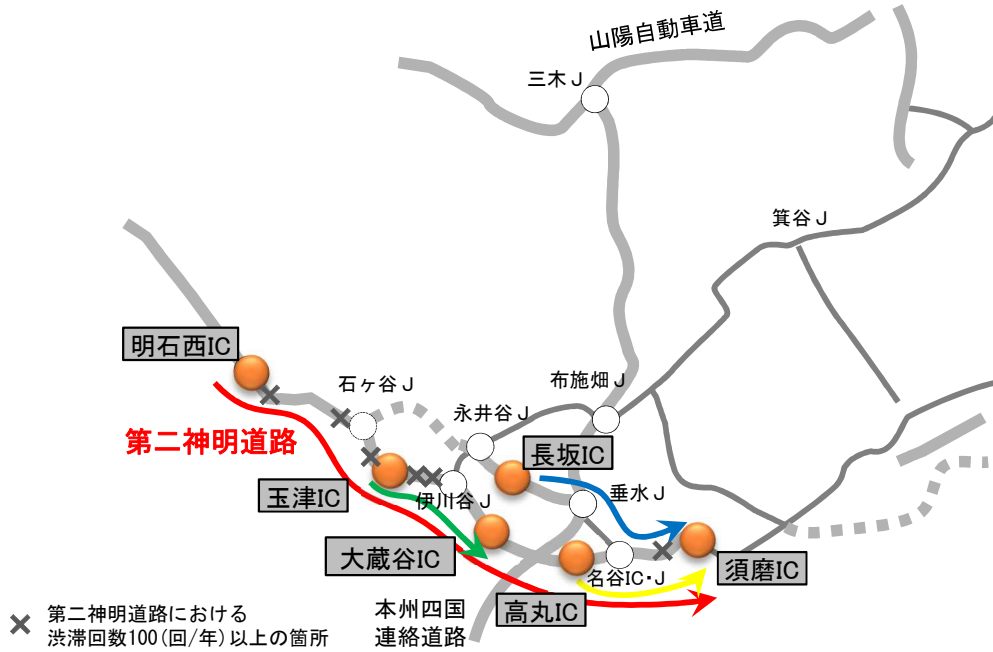 山陽自動車道
三木J
箕谷J
明石西IC
石ヶ谷J
布施畑J
永井谷J
第二神明道路
長坂IC
玉津IC
伊川谷J
垂水J
大蔵谷IC
名谷IC・J
須磨IC
高丸IC
本州四国
連絡道路
× 第二神明道路における
渋滞回数100(回/年)以上の箇所